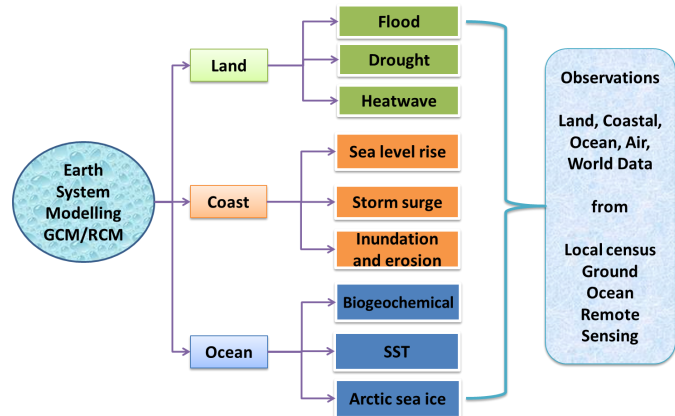 Earth
System
Modelling
GCM/RCM
Land
Flood
Drought
Heatwave
Coast
Sea level rise
Storm surge
Inundation
and erosion
Ocean
Biogeochemical
SST
Arctic sea ice
Observations
Land, Coastal,
Ocean, Air,
World Data
from
Local census
Ground
Ocean
Remote
Sensing